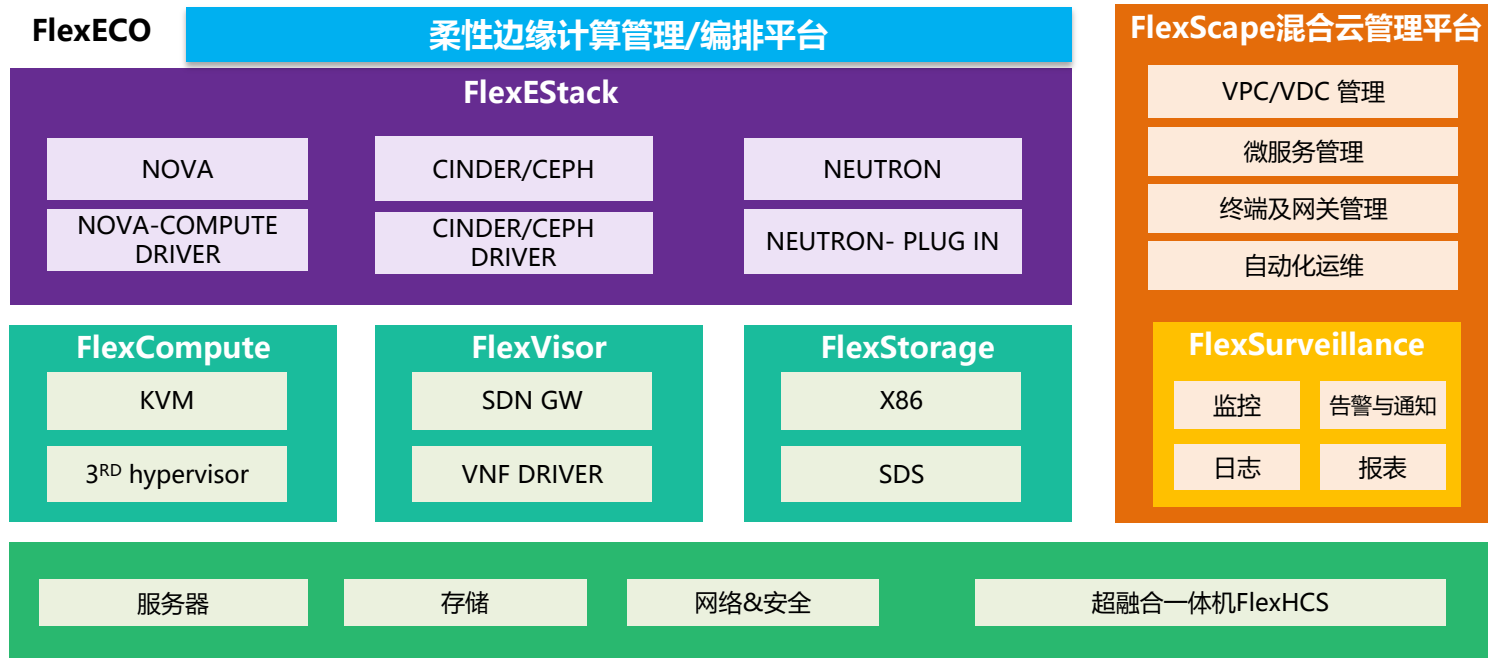 FlexECO
柔性边缘计算管理/编排平台
FlexEStack
NOVA
CINDER/CEPH
NEUTRON
NOVA-COMPUTE
DRIVER
CINDER/CEPH
DRIVER
NEUTRON- PLUG IN
FlexCompute
KVM
3RD hypervisor
FlexVisor
SDN GW
VNF DRIVER
FlexStorage
X86
SDS
FlexScape混合云管理平台
VPC/VDC 管理
微服务管理
终端及网关管理
自动化运维
FlexSurveillance
监控
告警与通知
日志
报表
服务器
存储
网络&安全
超融合一体机FlexHCS